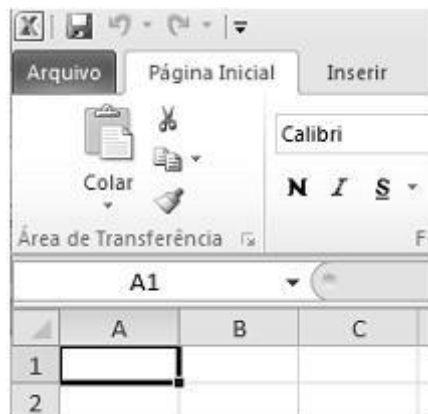 Arquivo Página Inicial Inserir
Calibri
Colar
N I S
Área de Transferência F
A1
A B C
1
2